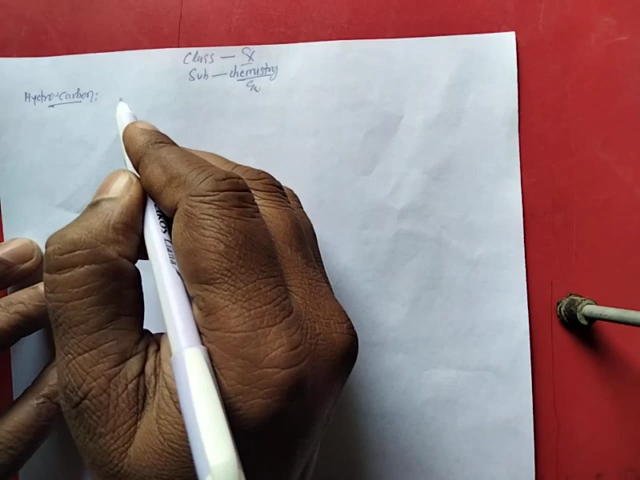 Class — X
Sub — chemistry
Hydro-Carbon: